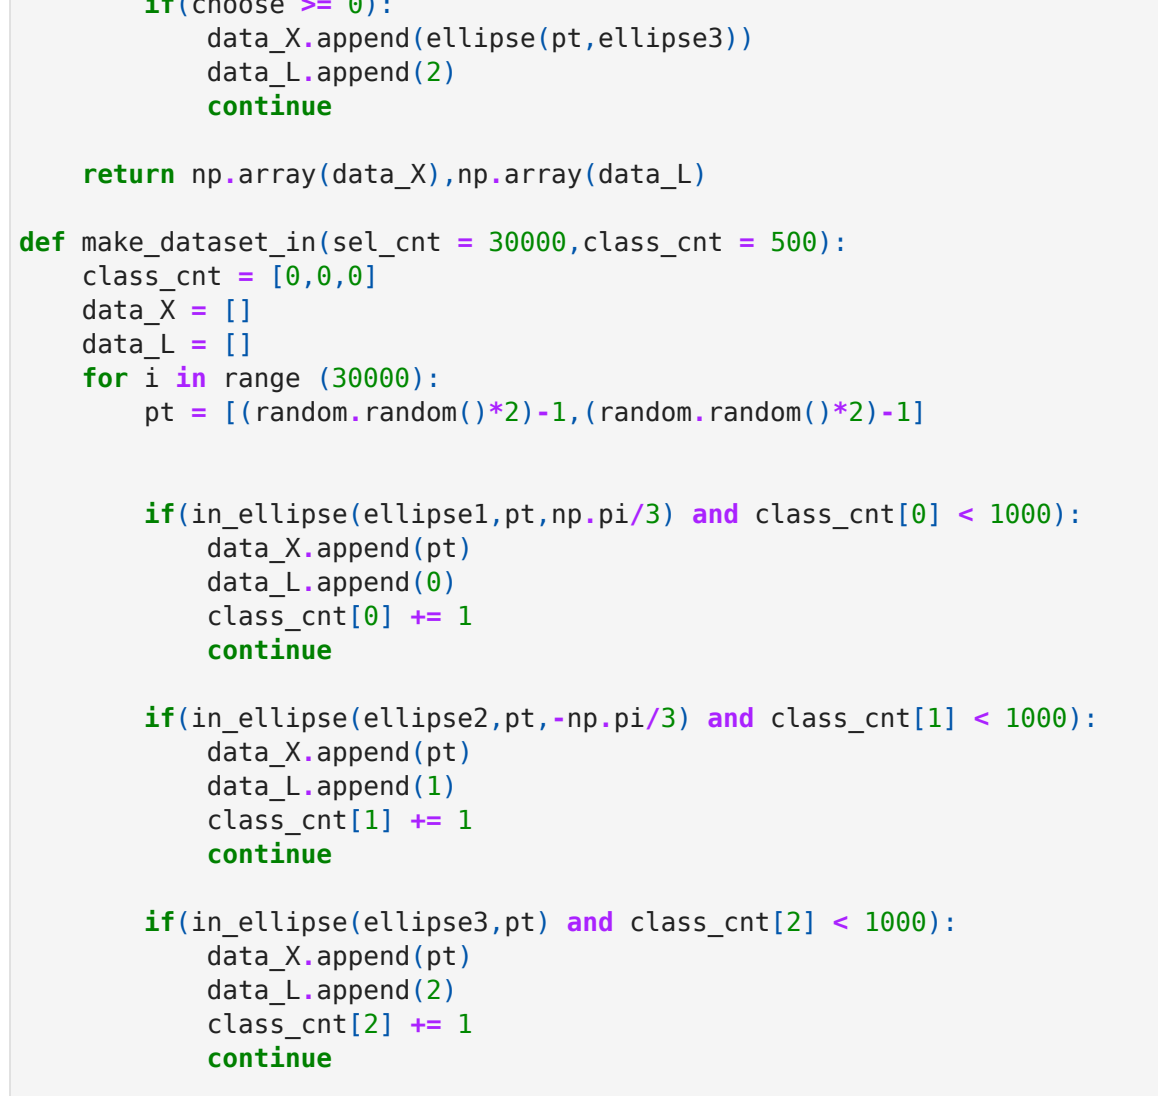 if(choose >= 0):
            data_X.append(ellipse(pt,ellipse3))
            data_L.append(2)
            continue

    return np.array(data_X),np.array(data_L)

def make_dataset_in(sel_cnt = 30000,class_cnt = 500):
    class_cnt = [0,0,0]
    data_X = []
    data_L = []
    for i in range (30000):
        pt = [(random.random()*2)-1,(random.random()*2)-1]


        if(in_ellipse(ellipse1,pt,np.pi/3) and class_cnt[0] < 1000):
            data_X.append(pt)
            data_L.append(0)
            class_cnt[0] += 1
            continue

        if(in_ellipse(ellipse2,pt,-np.pi/3) and class_cnt[1] < 1000):
            data_X.append(pt)
            data_L.append(1)
            class_cnt[1] += 1
            continue

        if(in_ellipse(ellipse3,pt) and class_cnt[2] < 1000):
            data_X.append(pt)
            data_L.append(2)
            class_cnt[2] += 1
            continue